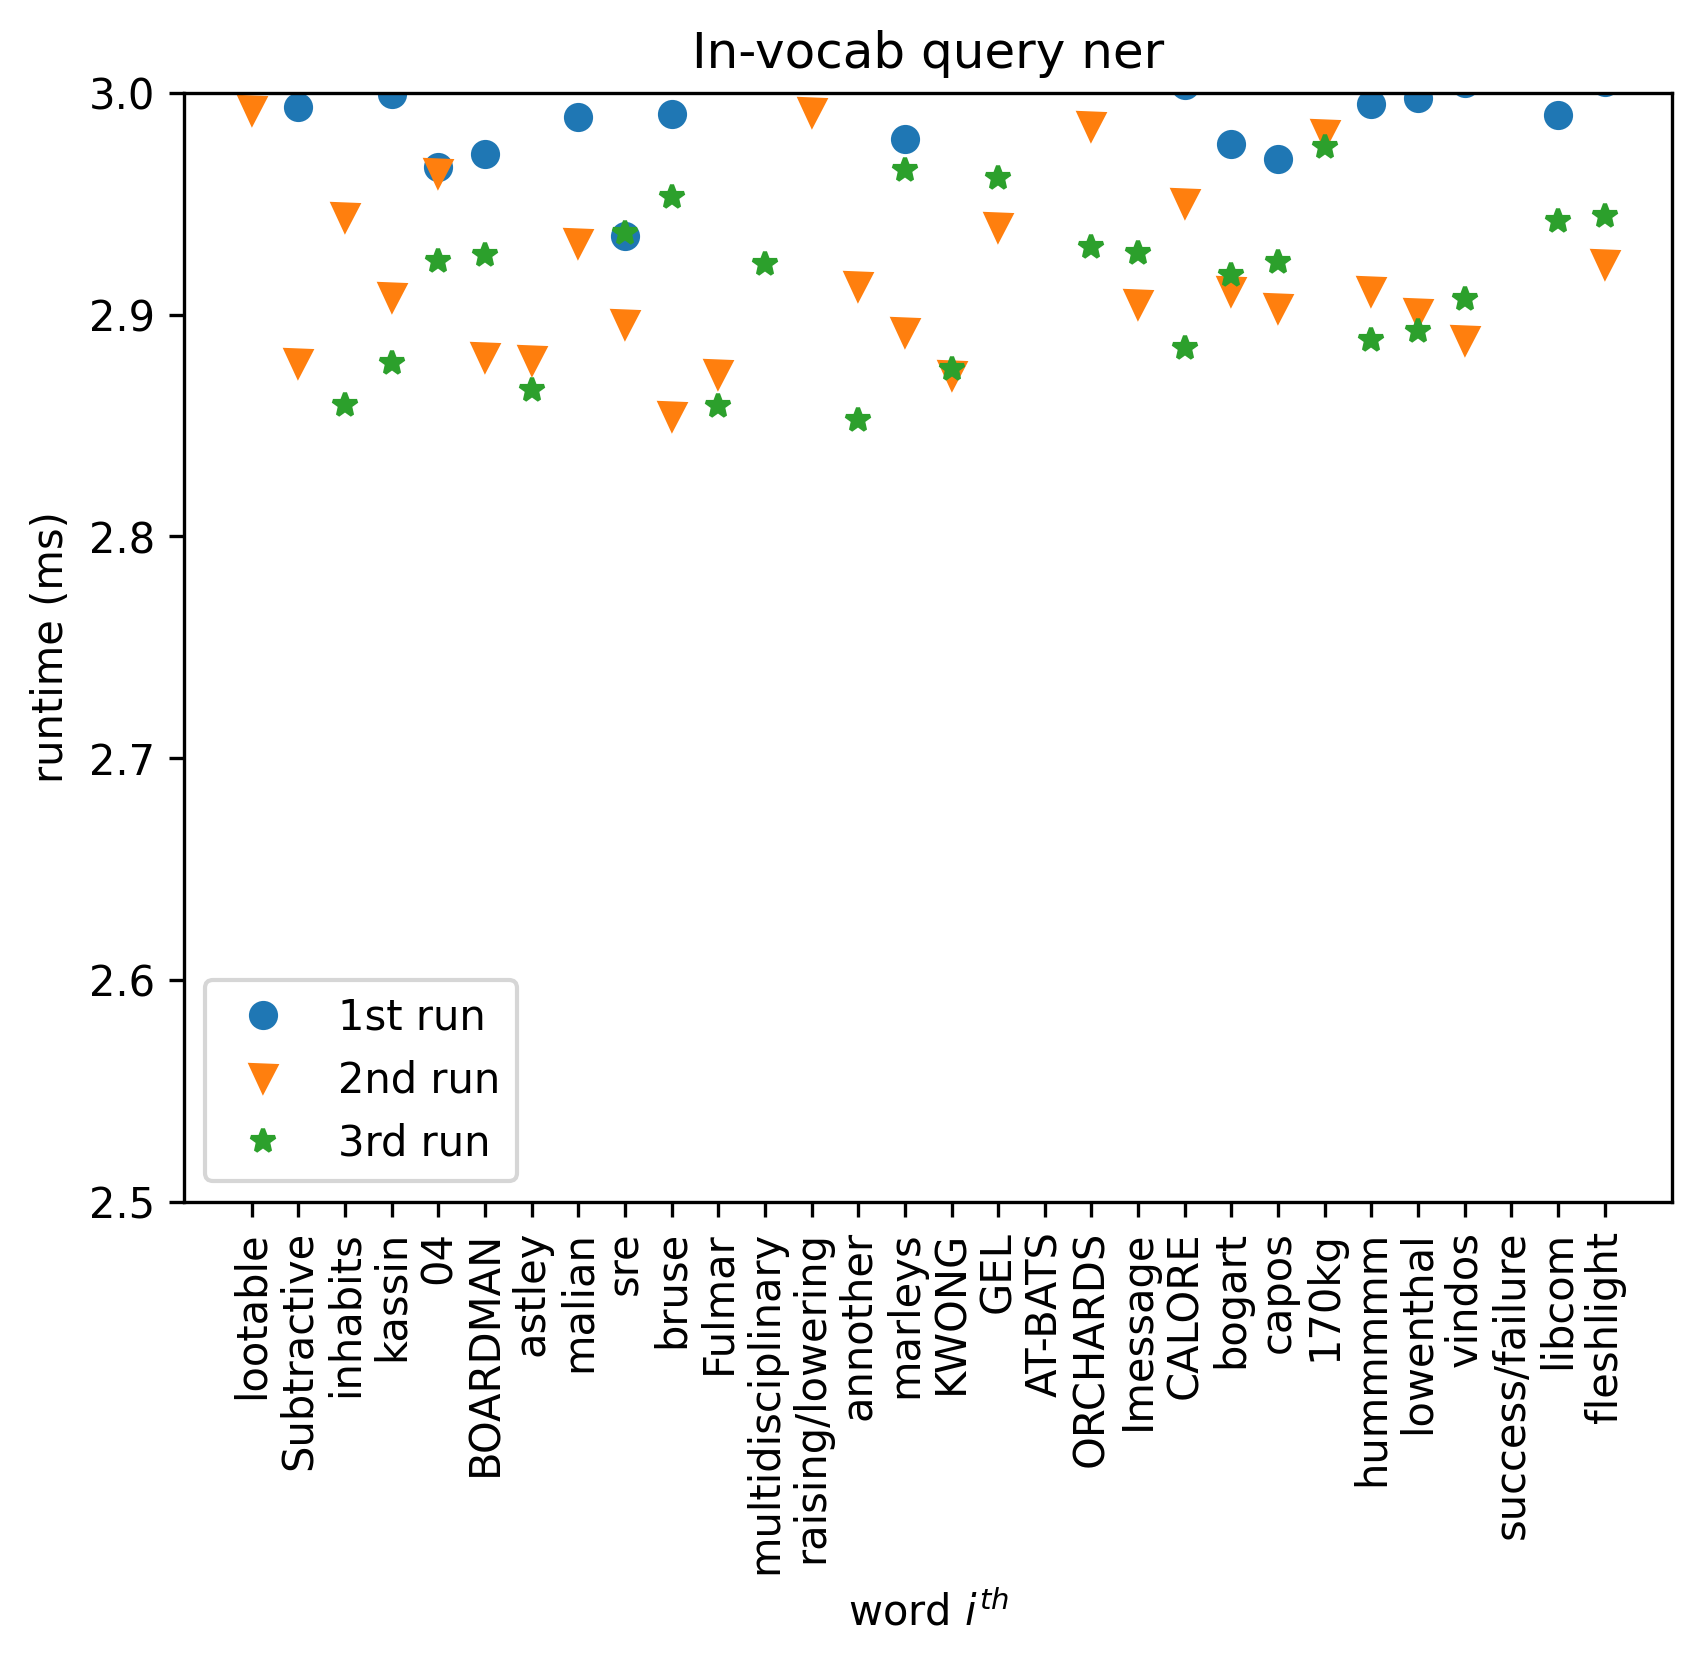 In-vocab query ner
3.0
2.9
2.8
2.7
2.6
2.5
runtime (ms)
1st run
2nd run
3rd run
lootable
Subtractive
inhabits
kassin
04
BOARDMAN
astley
malian
sre
bruse
Fulmar
multidisciplinary
raising/lowering
annother
marleys
KWONG
GEL
AT-BATS
ORCHARDS
Imessage
CALORE
bogart
capos
170kg
hummmmm
lowenthal
vindos
success/failure
libcom
fleshlight
word i^th